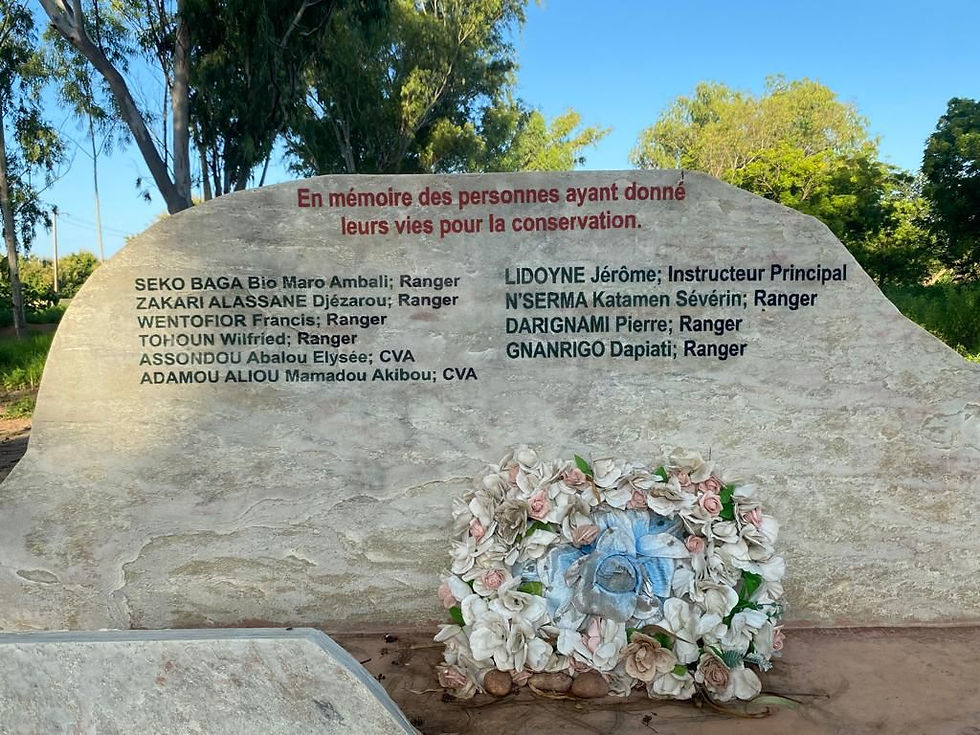 En mémoire des personnes ayant donné
leurs vies pour la conservation.
SEKO BAGA Bio Maro Ambali; Ranger
ZAKARI ALASSANE Djézarou; Ranger
WENTOFIOR Francis; Ranger
TOHOUN Wilfried; Ranger
ASSONDOU Abalou Elysée; CVA
ADAMOU ALIOU Mamadou Akibou; CVA
LIDOYNE Jérôme; Instructeur Principal
N'SERMA Katamen Sévérin; Ranger
DARIGNAMI Pierre; Ranger
GNANRIGO Dapiati; Ranger